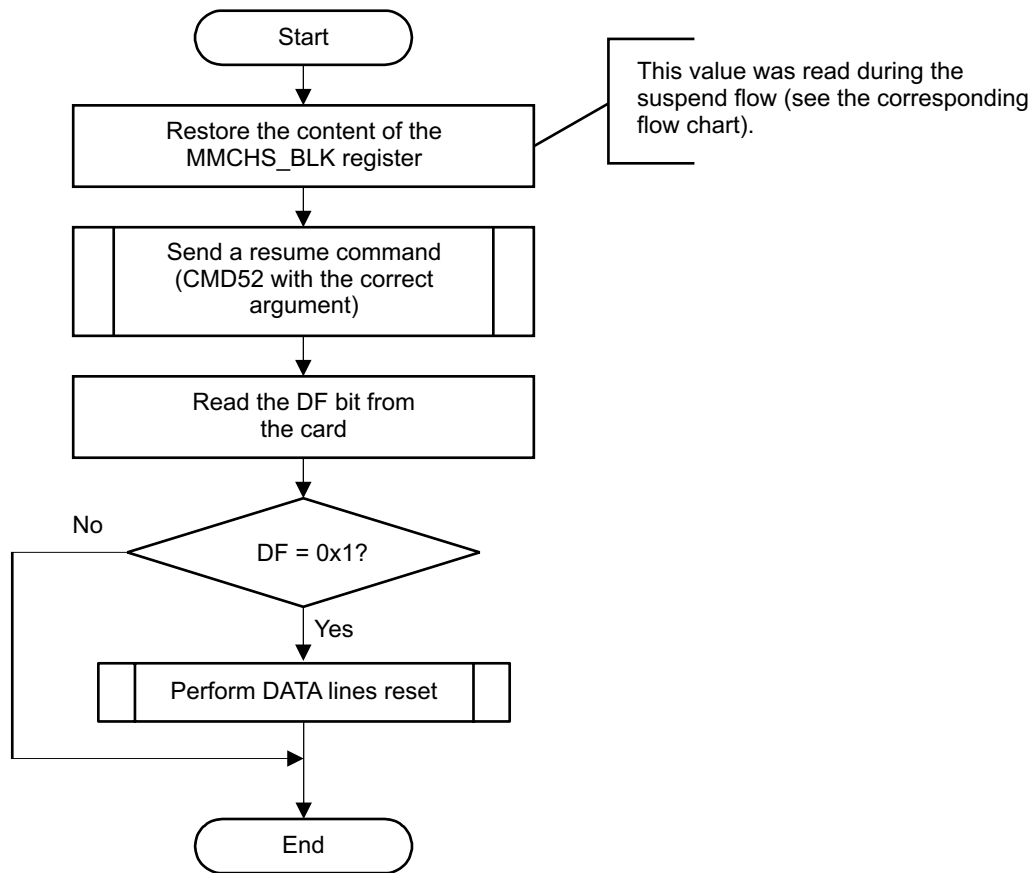 Start
This value was read during the
suspend flow (see the corresponding
flow chart).
Restore the content of the
MMCHS_BLK register
Send a resume command
(CMD52 with the correct
argument)
Read the DF bit from
the card
No
DF = 0x1?
Yes
Perform DATA lines reset
End